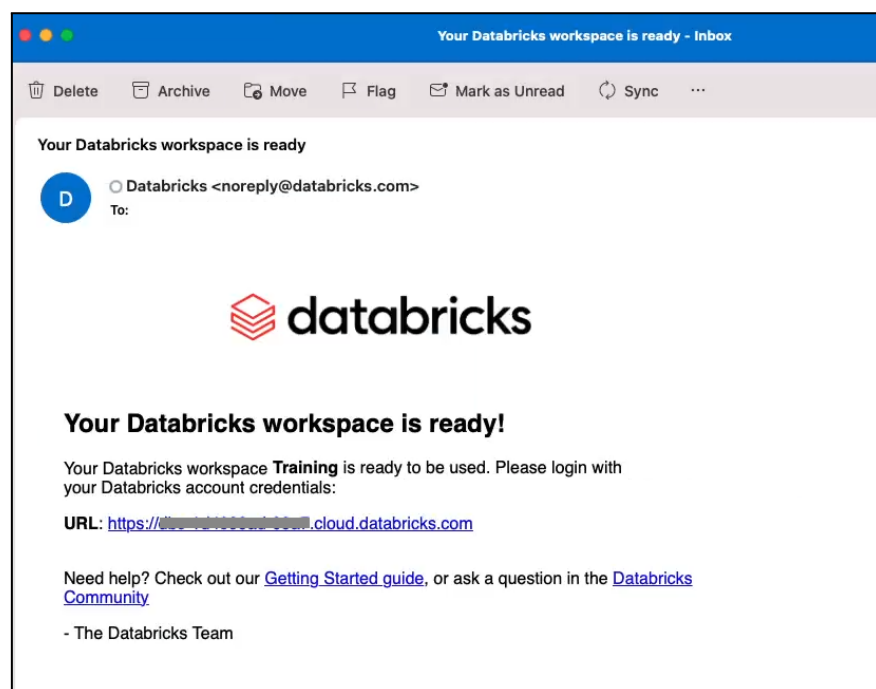 Your Databricks workspace is ready - Inbox
Delete Archive Move Flag Mark as Unread Sync ...
Your Databricks workspace is ready
D
Databricks <noreply@databricks.com>
To:
databricks
Your Databricks workspace is ready!
Your Databricks workspace Training is ready to be used. Please login with
your Databricks account credentials:
URL: https:// .cloud.databricks.com
Need help? Check out our Getting Started guide, or ask a question in the Databricks
Community
- The Databricks Team